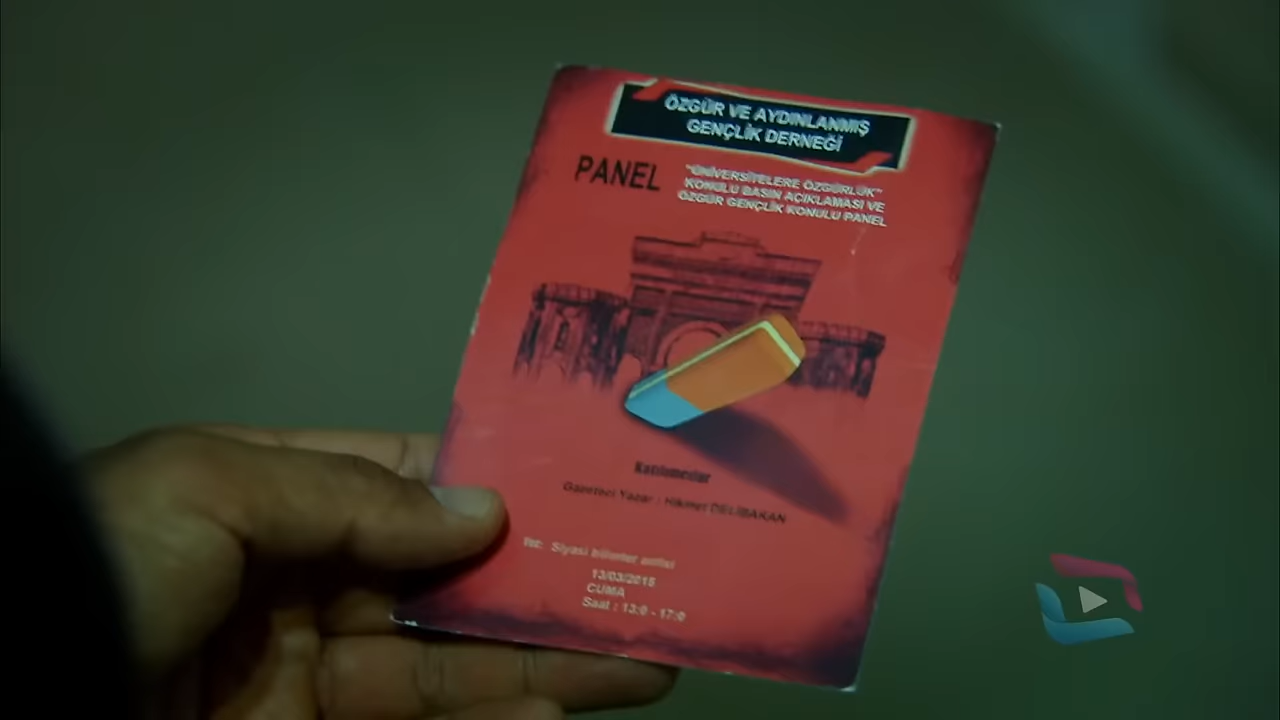 ÖZGÜR VE AYDINLANMIŞ
GENÇLİK DERNEĞİ
PANEL
"ÜNİVERSİTELERE ÖZGÜRLÜK"
KONULU BASIN AÇIKLAMASI VE
ÖZGÜR GENÇLİK KONULU PANEL
Katılımcılar
Gazeteci Yazar : Hikmet DELİBAKAN
Yer: Siyasi bilimler amfisi
13/03/2015
CUMA
Saat : 13:0 - 17:0